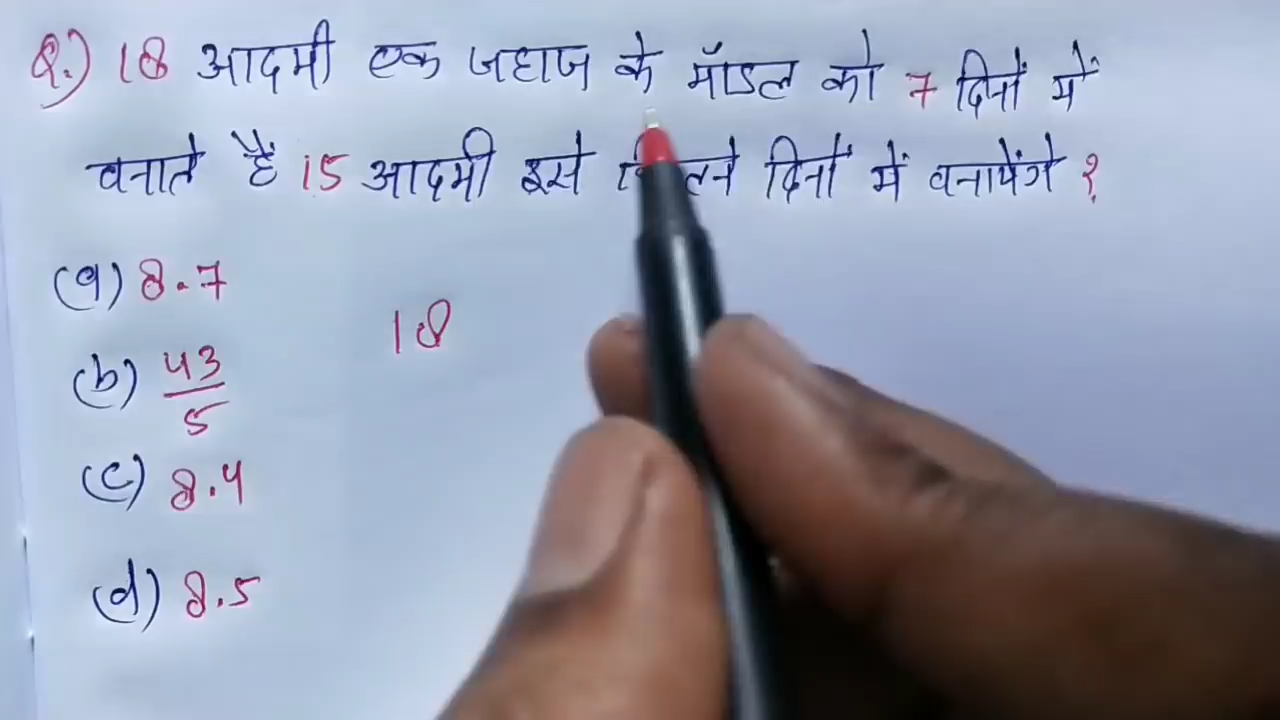 Q.) 18 आदमी एक जहाज के मॉडल को 7 दिनों में
बनाते हैं 15 आदमी इसे दिनों में बनायेंगे ?
(a) 8.7
(b) 43/5
(c) 8.4
(d) 8.5
18